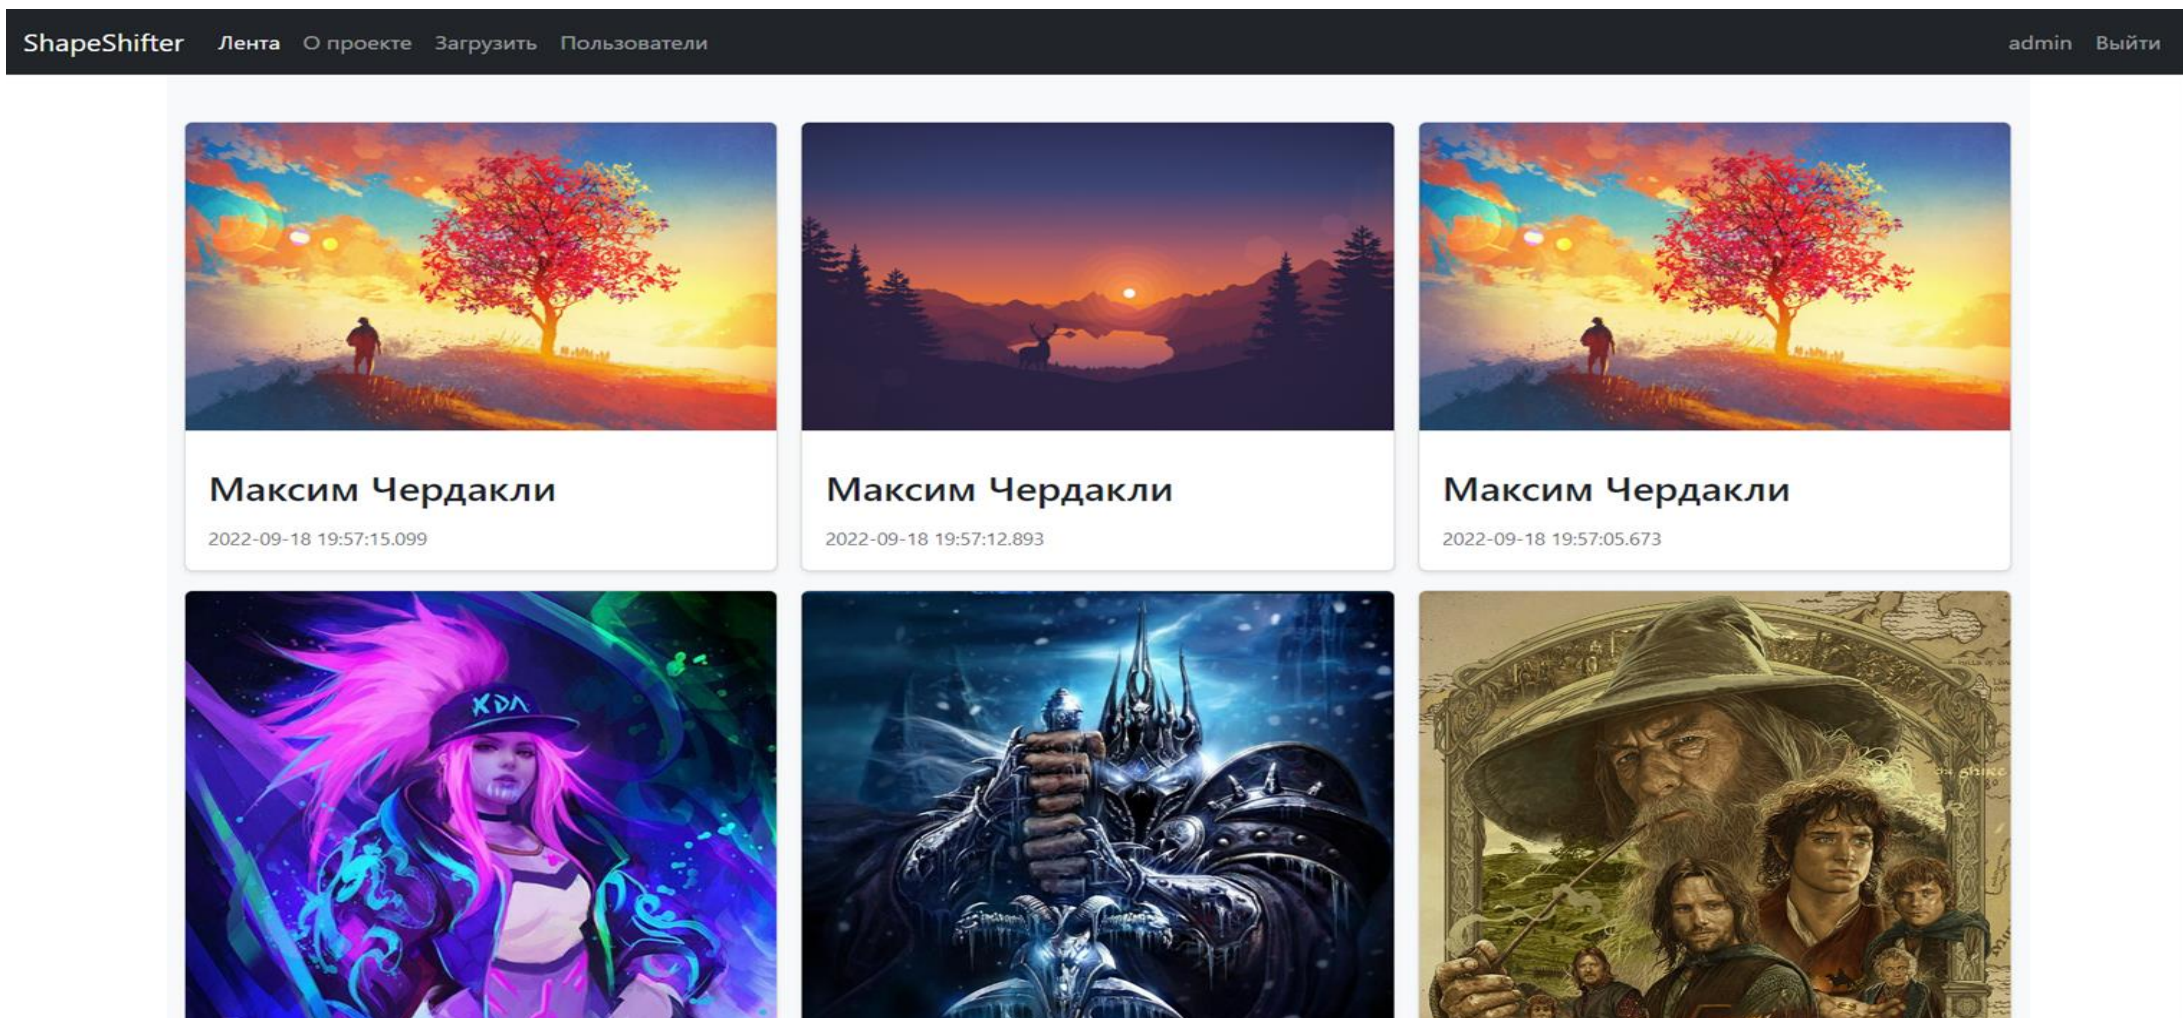 ShapeShifter Лента О проекте Загрузить Пользователи admin Выйти
Максим Чердакли Максим Чердакли Максим Чердакли
2022-09-18 19:57:15.099 2022-09-18 19:57:12.893 2022-09-18 19:57:05.673